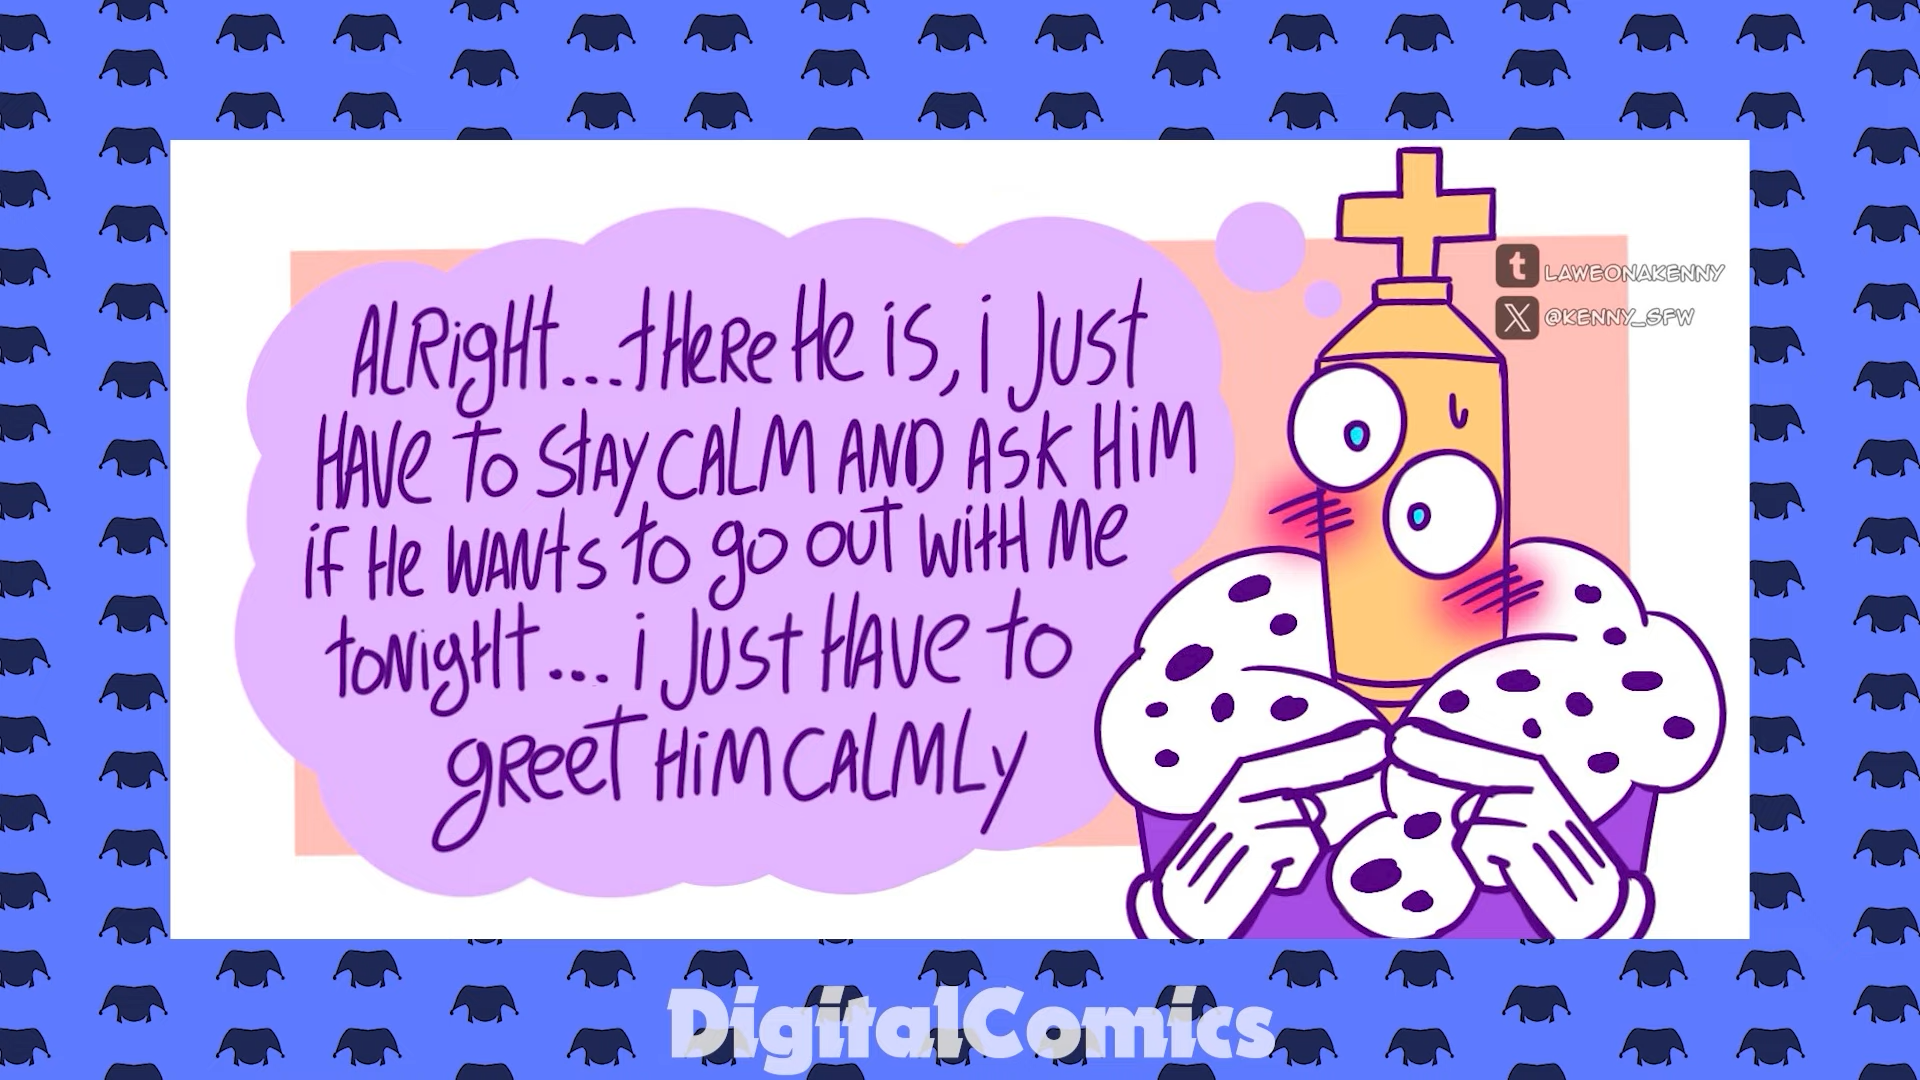 ALRIGHT...THERE HE IS, I JUST
HAVE TO STAY CALM AND ASK HIM
IF HE WANTS TO GO OUT WITH ME
TONIGHT... I JUST HAVE TO
GREET HIM CALMLY
t LAWEONAKENNY
X @KENNY_SFW
DigitalComics